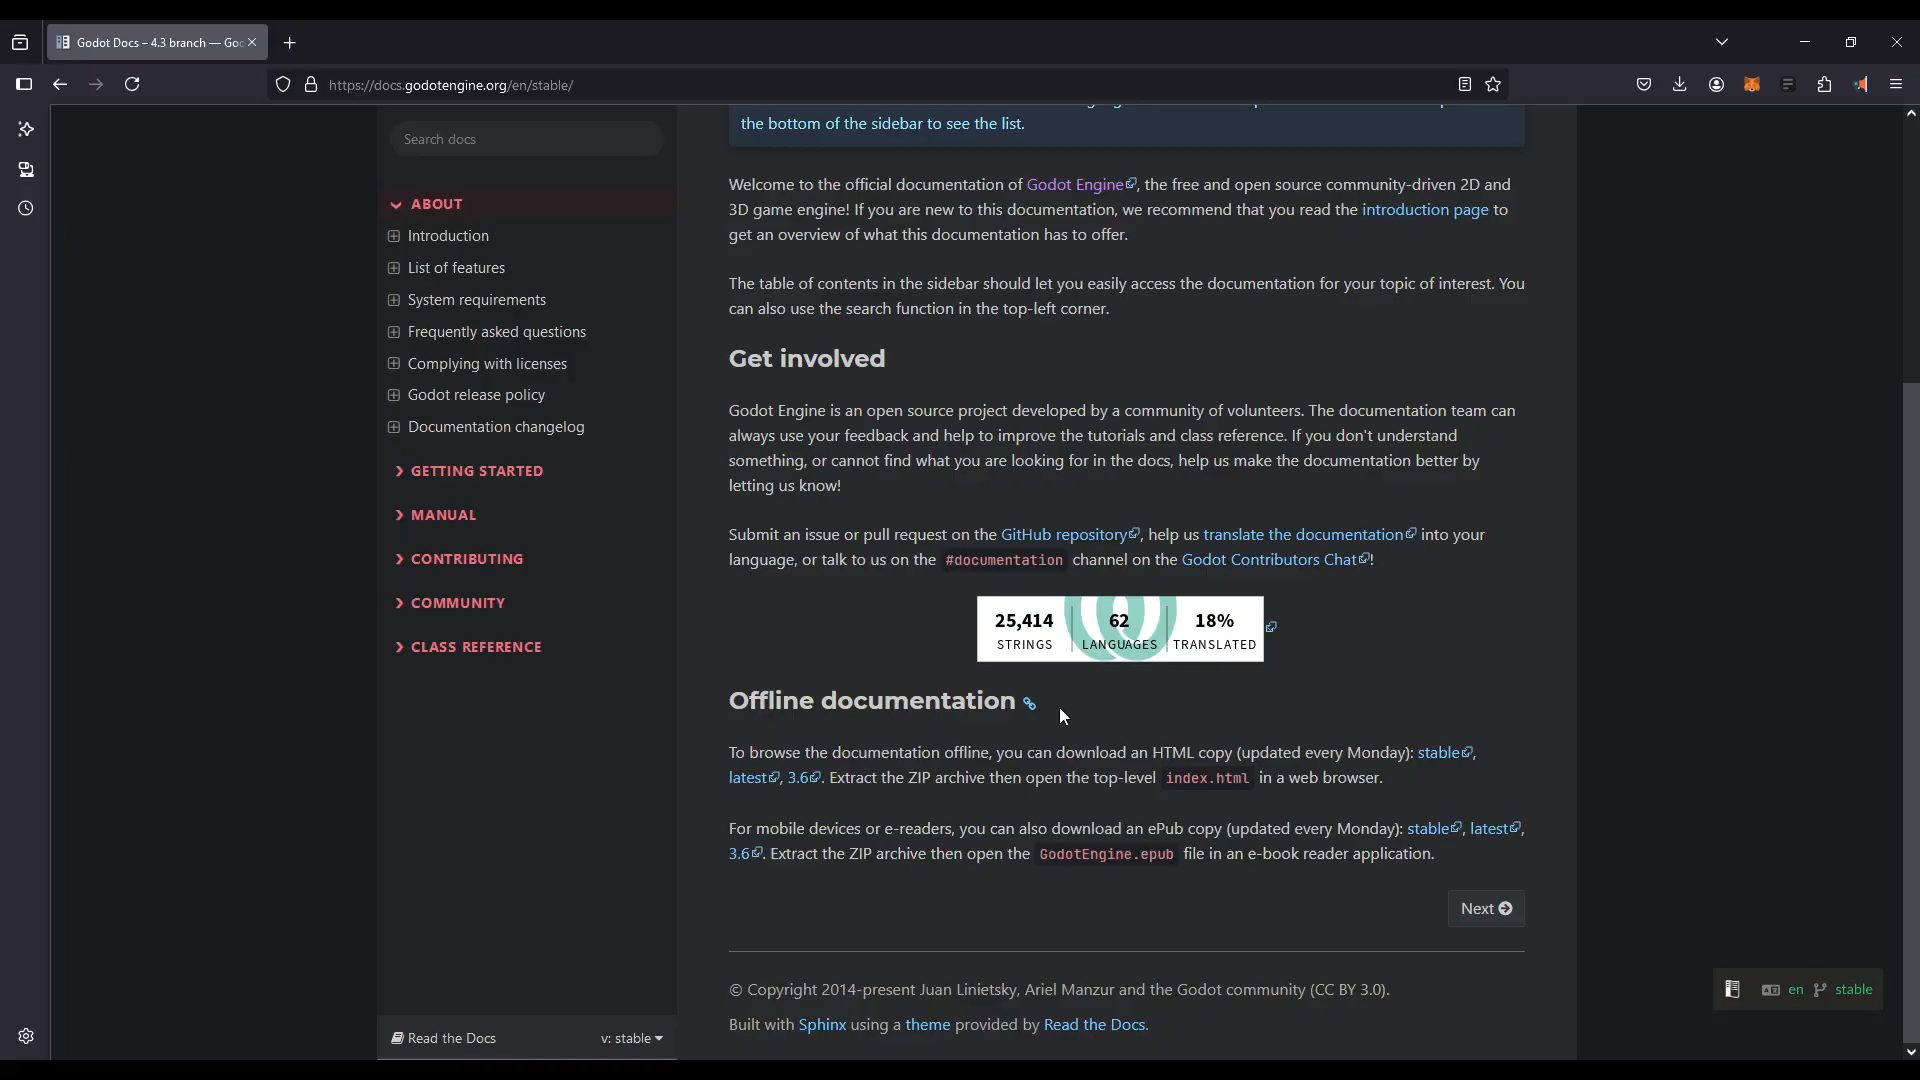 Godot Docs – 4.3 branch — Go
https://docs.godotengine.org/en/stable/
Search docs
ABOUT
Introduction
List of features
System requirements
Frequently asked questions
Complying with licenses
Godot release policy
Documentation changelog
GETTING STARTED
MANUAL
CONTRIBUTING
COMMUNITY
CLASS REFERENCE
Read the Docs
v: stable
the bottom of the sidebar to see the list.
Welcome to the official documentation of Godot Engine, the free and open source community-driven 2D and
3D game engine! If you are new to this documentation, we recommend that you read the introduction page to
get an overview of what this documentation has to offer.
The table of contents in the sidebar should let you easily access the documentation for your topic of interest. You
can also use the search function in the top-left corner.
Get involved
Godot Engine is an open source project developed by a community of volunteers. The documentation team can
always use your feedback and help to improve the tutorials and class reference. If you don't understand
something, or cannot find what you are looking for in the docs, help us make the documentation better by
letting us know!
Submit an issue or pull request on the GitHub repository, help us translate the documentation into your
language, or talk to us on the #documentation channel on the Godot Contributors Chat!
25,414 62 18%
STRINGS LANGUAGES TRANSLATED
Offline documentation
To browse the documentation offline, you can download an HTML copy (updated every Monday): stable,
latest, 3.6. Extract the ZIP archive then open the top-level index.html in a web browser.
For mobile devices or e-readers, you can also download an ePub copy (updated every Monday): stable, latest,
3.6. Extract the ZIP archive then open the GodotEngine.epub file in an e-book reader application.
Next
© Copyright 2014-present Juan Linietsky, Ariel Manzur and the Godot community (CC BY 3.0).
Built with Sphinx using a theme provided by Read the Docs.
en stable